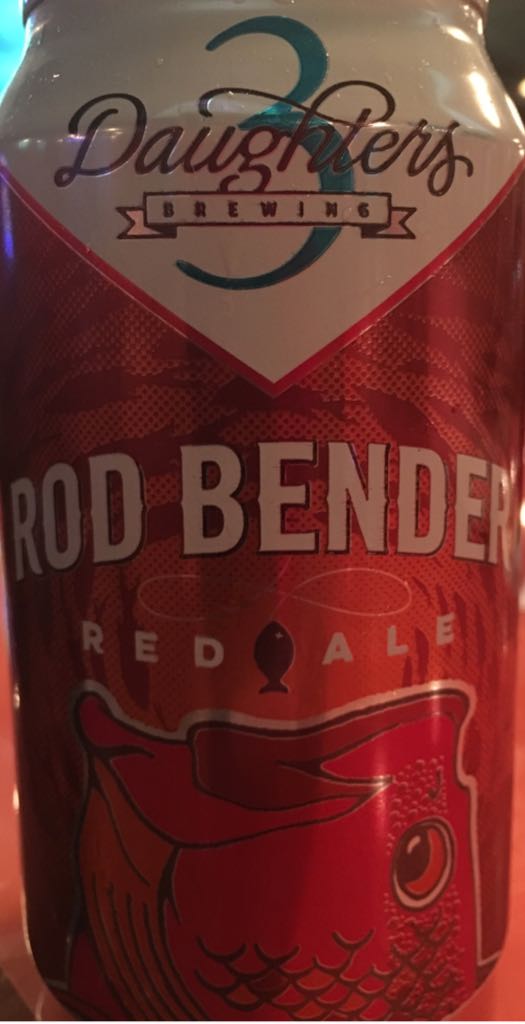 3
Daughters
BREWING
ROD BENDER
RED ALE